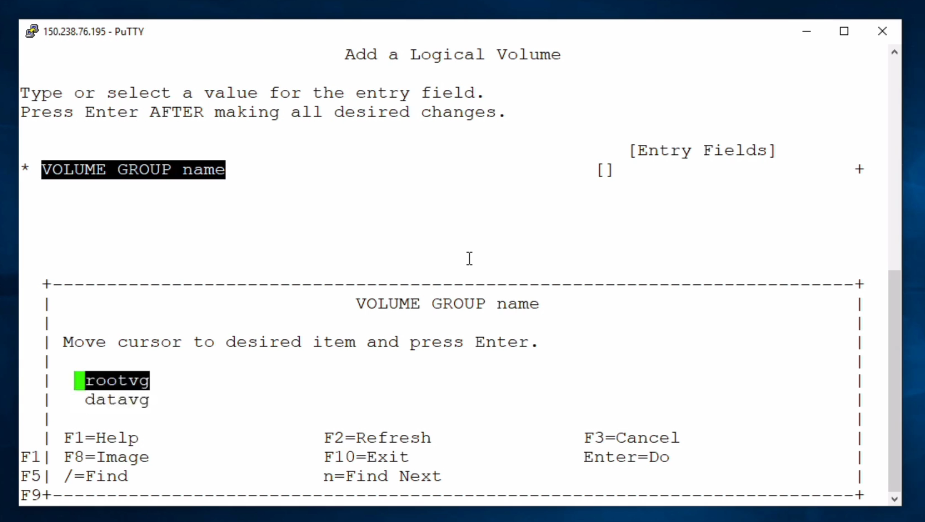 150.238.76.195 - PuTTY
Add a Logical Volume
Type or select a value for the entry field.
Press Enter AFTER making all desired changes.
[Entry Fields]
* VOLUME GROUP name [] +
VOLUME GROUP name
Move cursor to desired item and press Enter.
rootvg
datavg
F1=Help F2=Refresh F3=Cancel
F1 F8=Image F10=Exit Enter=Do
F5 /=Find n=Find Next
F9